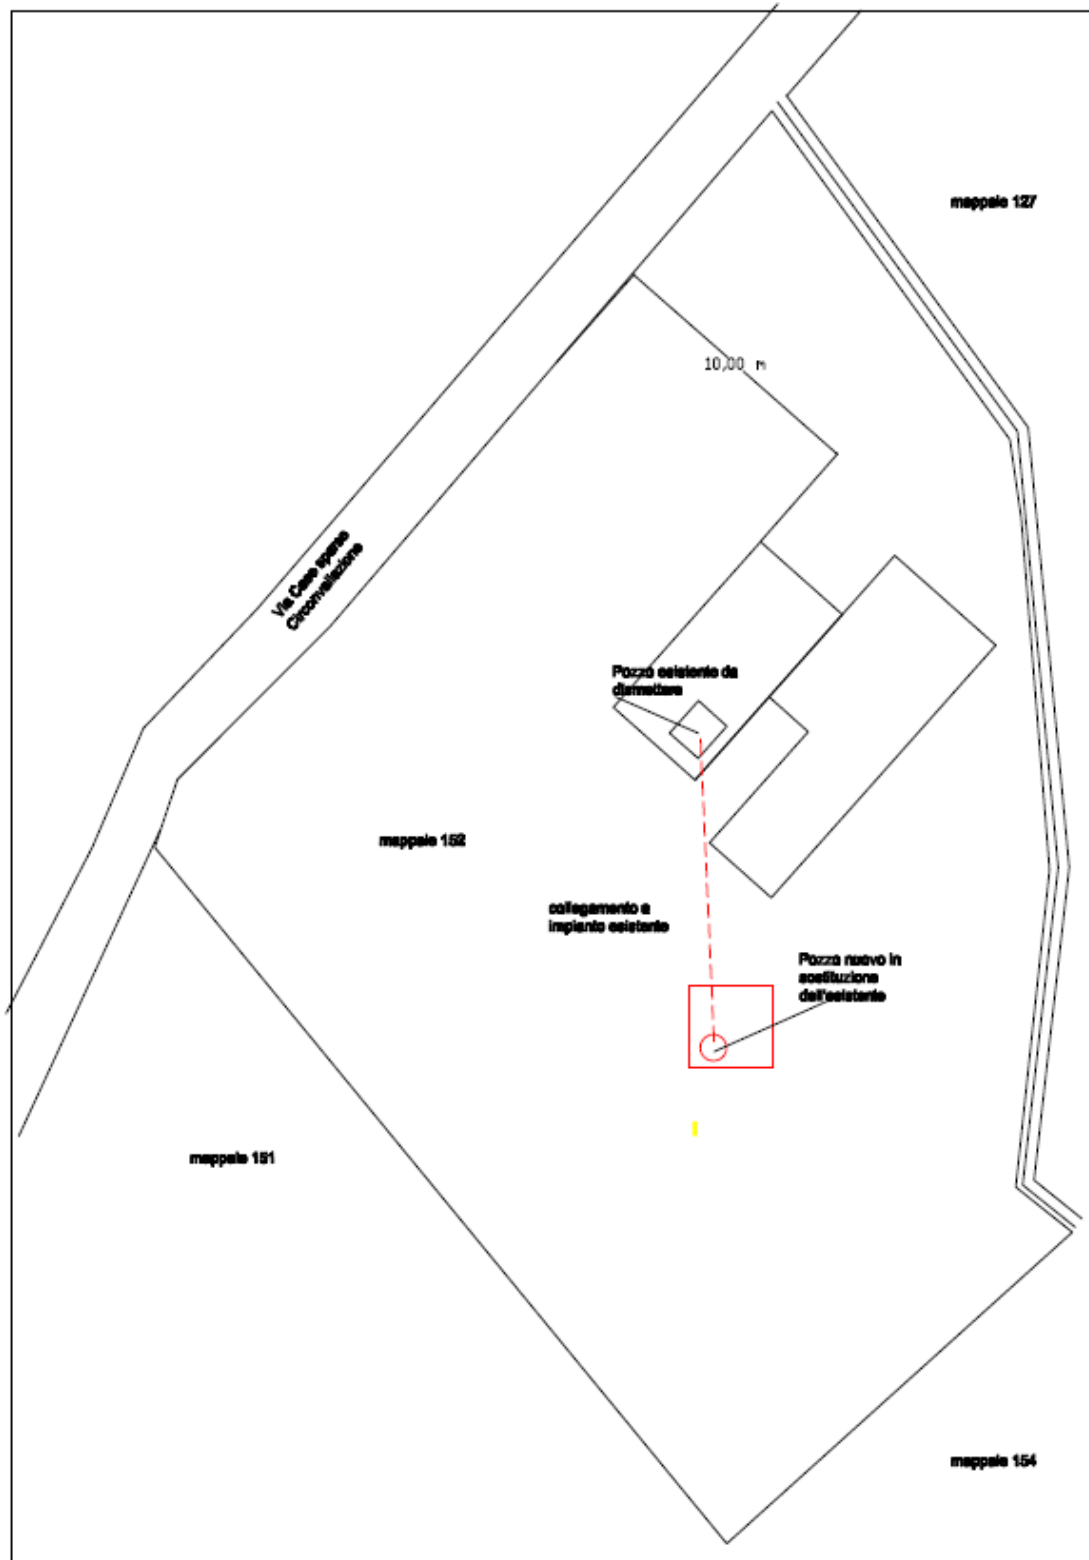 mappale 127
10,00 m
Via Case sparse
Circonvallazione
Pozzo esistente da
dismettere
mappale 152
collegamento a
impianto esistente
Pozzo nuovo in
sostituzione
dell'esistente
mappale 151
mappale 154